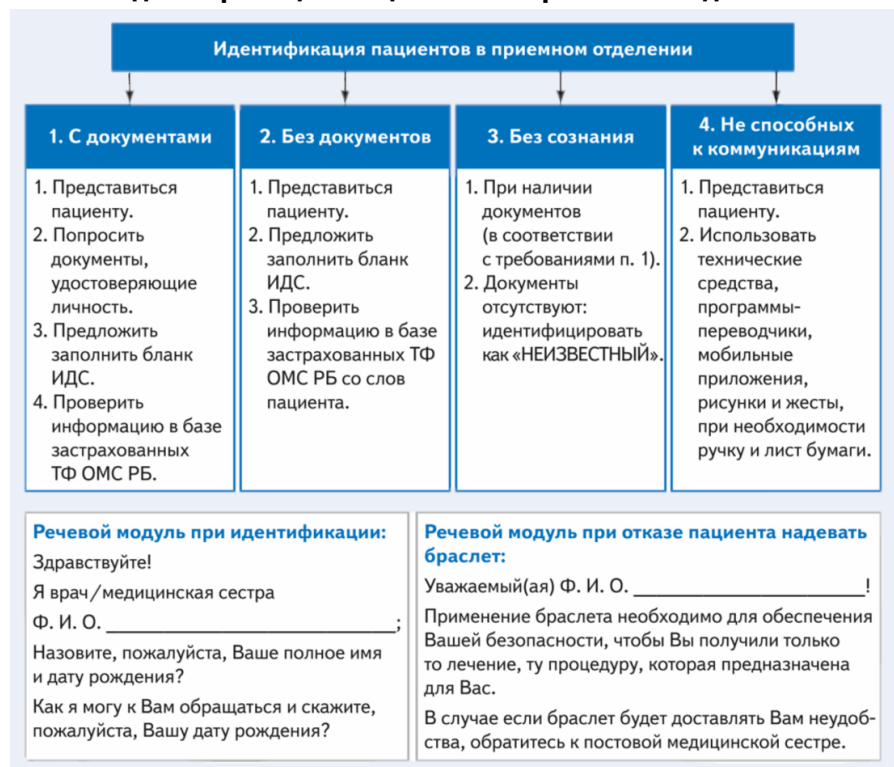 Идентификация пациентов в приемном отделении
1. С документами
1. Представиться
пациенту.
2. Попросить
документы,
удостоверяющие
личность.
3. Предложить
заполнить бланк
ИДС.
4. Проверить
информацию в базе
застрахованных
ТФ ОМС РБ.
2. Без документов
1. Представиться
пациенту.
2. Предложить
заполнить бланк
ИДС.
3. Проверить
информацию в базе
застрахованных ТФ
ОМС РБ со слов
пациента.
3. Без сознания
1. При наличии
документов
(в соответствии
с требованиями п. 1).
2. Документы
отсутствуют:
идентифицировать
как «НЕИЗВЕСТНЫЙ».
4. Не способных
к коммуникациям
1. Представиться
пациенту.
2. Использовать
технические
средства,
программы-
переводчики,
мобильные
приложения,
рисунки и жесты,
при необходимости
ручку и лист бумаги.
Речевой модуль при идентификации:
Здравствуйте!
Я врач/медицинская сестра
Ф. И. О. ______________________________;
Назовите, пожалуйста, Ваше полное имя
и дату рождения?
Как я могу к Вам обращаться и скажите,
пожалуйста, Вашу дату рождения?
Речевой модуль при отказе пациента надевать
браслет:
Уважаемый(ая) Ф. И. О. ________________________!
Применение браслета необходимо для обеспечения
Вашей безопасности, чтобы Вы получили только
то лечение, ту процедуру, которая предназначена
для Вас.
В случае если браслет будет доставлять Вам неудоб-
ства, обратитесь к постовой медицинской сестре.